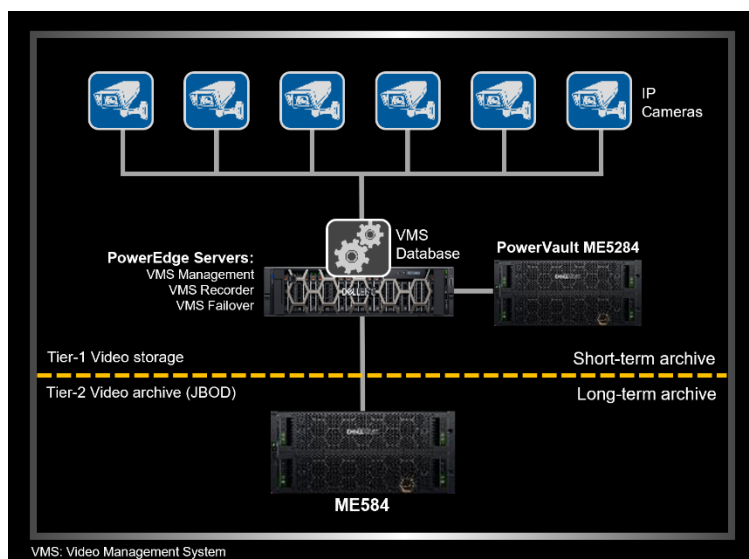 IP
Cameras
VMS
Database
PowerEdge Servers:
VMS Management
VMS Recorder
VMS Failover
PowerVault ME5284
Tier-1 Video storage
Short-term archive
Tier-2 Video archive (JBOD)
Long-term archive
ME584
VMS: Video Management System